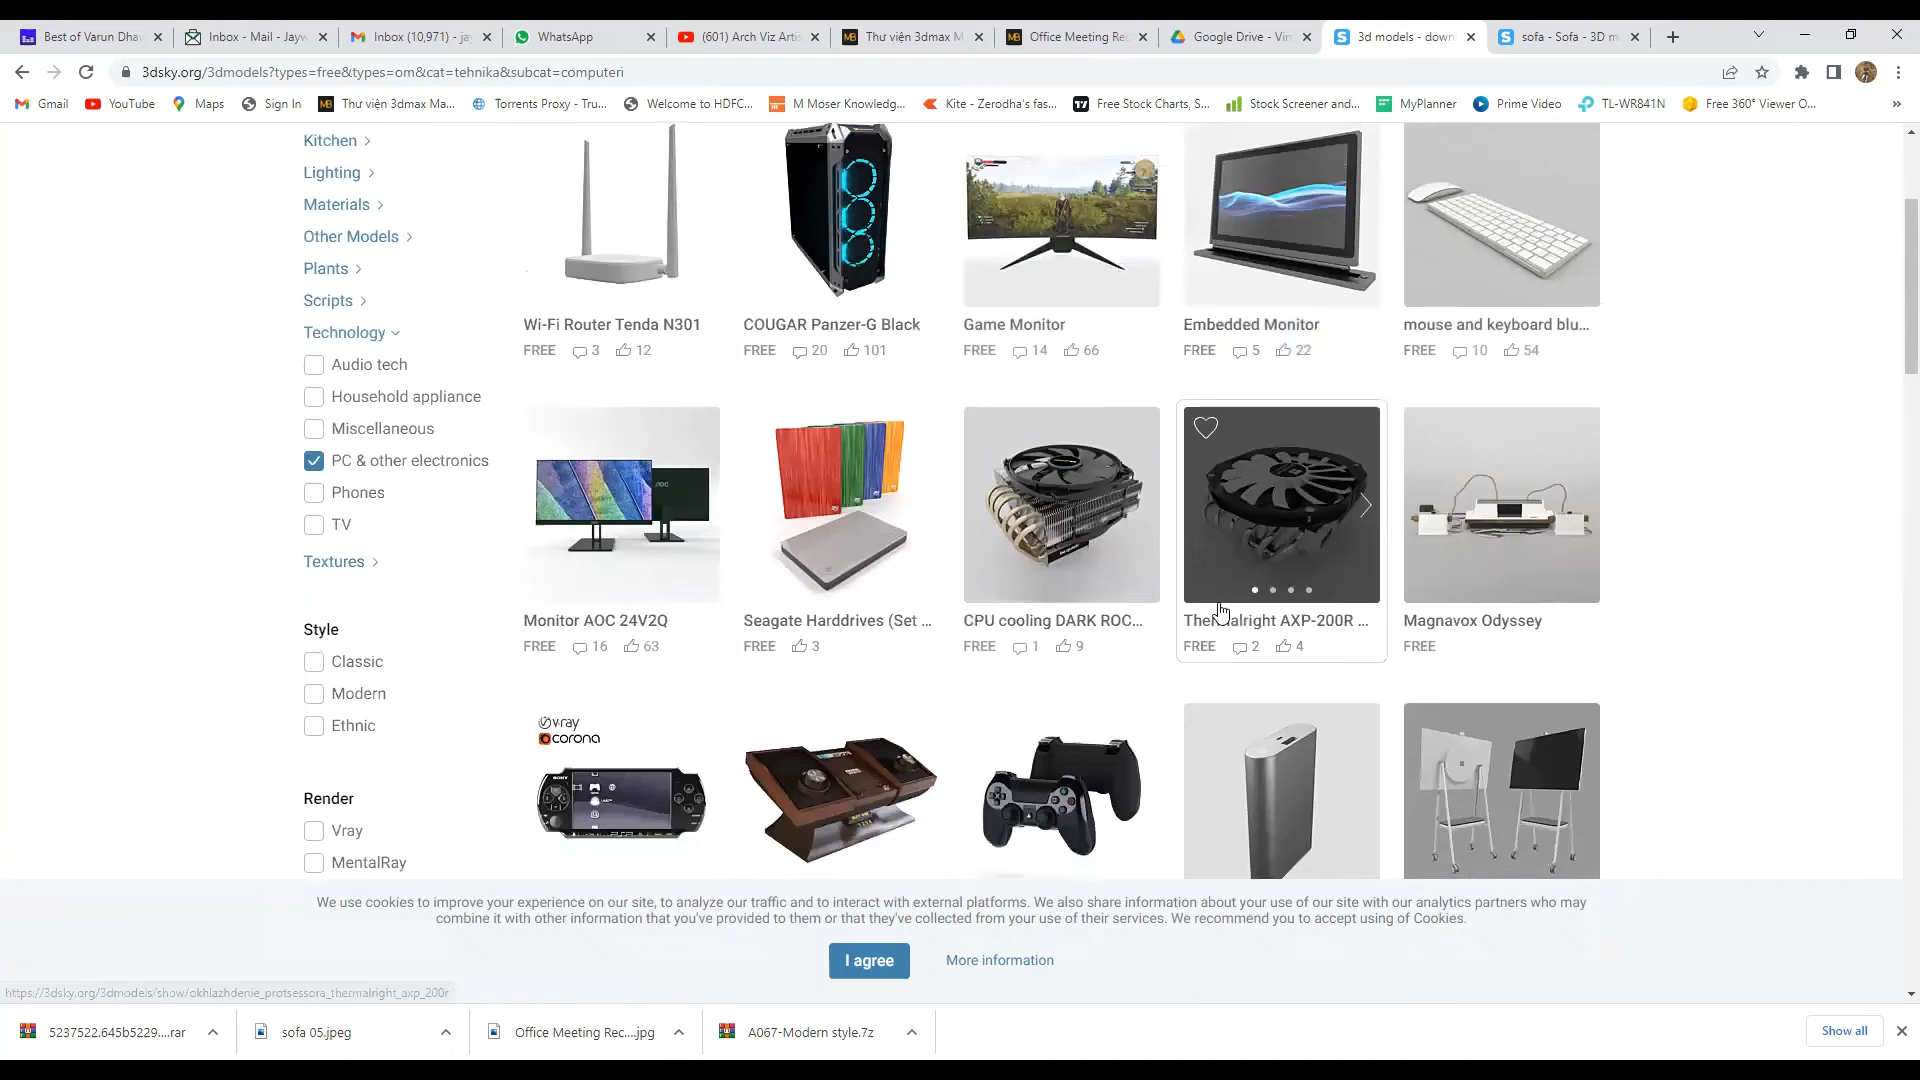 Best of Varun Dha
Inbox - Mail - Jayw
Inbox (10,971) - ja
WhatsApp
(601) Arch Viz Artis
Thư viện 3dmax M
Office Meeting Rec
Google Drive - Vir
3d models - down
sofa - Sofa - 3D m
3dsky.org/3dmodels?types=free&types=om&cat=tehnika&subcat=computeri
Gmail
YouTube
Maps
Sign In
Thư viện 3dmax Ma...
Torrents Proxy - Tru...
Welcome to HDFC...
M Moser Knowledg...
Kite - Zerodha's fas...
Free Stock Charts, S...
Stock Screener and...
MyPlanner
Prime Video
TL-WR841N
Free 360° Viewer O...
Kitchen
Lighting
Materials
Other Models
Plants
Scripts
Technology
Audio tech
Household appliance
Miscellaneous
PC & other electronics
Phones
TV
Textures
Style
Classic
Modern
Ethnic
Render
Vray
MentalRay
Wi-Fi Router Tenda N301
FREE 3 12
COUGAR Panzer-G Black
FREE 20 101
Game Monitor
FREE 14 66
Embedded Monitor
FREE 5 22
mouse and keyboard blu...
FREE 10 54
Monitor AOC 24V2Q
FREE 16 63
Seagate Harddrives (Set ...
FREE 3
CPU cooling DARK ROC...
FREE 1 9
Thermalright AXP-200R ...
FREE 2 4
Magnavox Odyssey
FREE
v-ray
corona
SONY
We use cookies to improve your experience on our site, to analyze our traffic and to interact with external platforms. We also share information about your use of our site with our analytics partners who may
combine it with other information that you've provided to them or that they've collected from your use of their services. We recommend you to accept using of Cookies.
I agree
More information
https://3dsky.org/3dmodels/show/okhlazhdenie_protsessora_thermalright_axp_200r
5237522.645b5229....rar
sofa 05.jpeg
Office Meeting Rec....jpg
A067-Modern style.7z
Show all